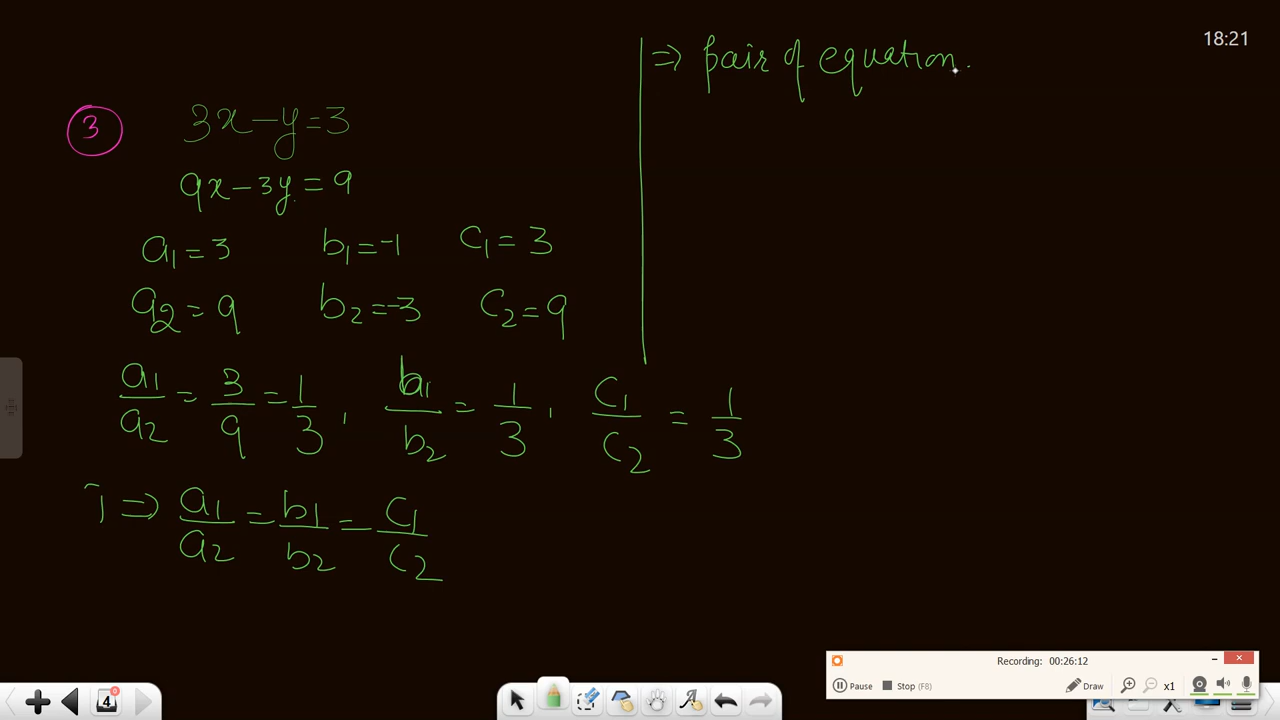 18:21
⇒ pair of equation.
3
3x-y=3
9x-3y=9
a₁=3 b₁=-1 c₁=3
a₂=9 b₂=-3 c₂=9
a₁/a₂ = 3/9 = 1/3, b₁/b₂ = 1/3, c₁/c₂ = 1/3
⇒ a₁/a₂ = b₁/b₂ = c₁/c₂
Recording: 00:26:12
Pause Stop (F8) Draw x1
4 0